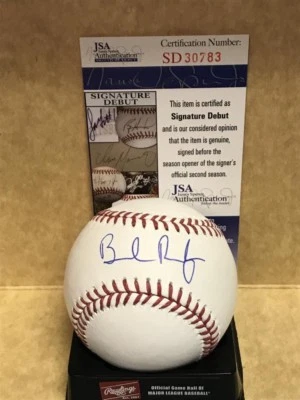 JSA
Authentication
Certification Number:
SD30783
SIGNATURE
DEBUT
This item is certified as
Signature Debut
and is our considered opinion
that the item is genuine,
signed before the
season opener of the signer's
official second season.
JSA
Authentication
Rawlings
Official Game Ball Of
MAJOR LEAGUE BASEBALL